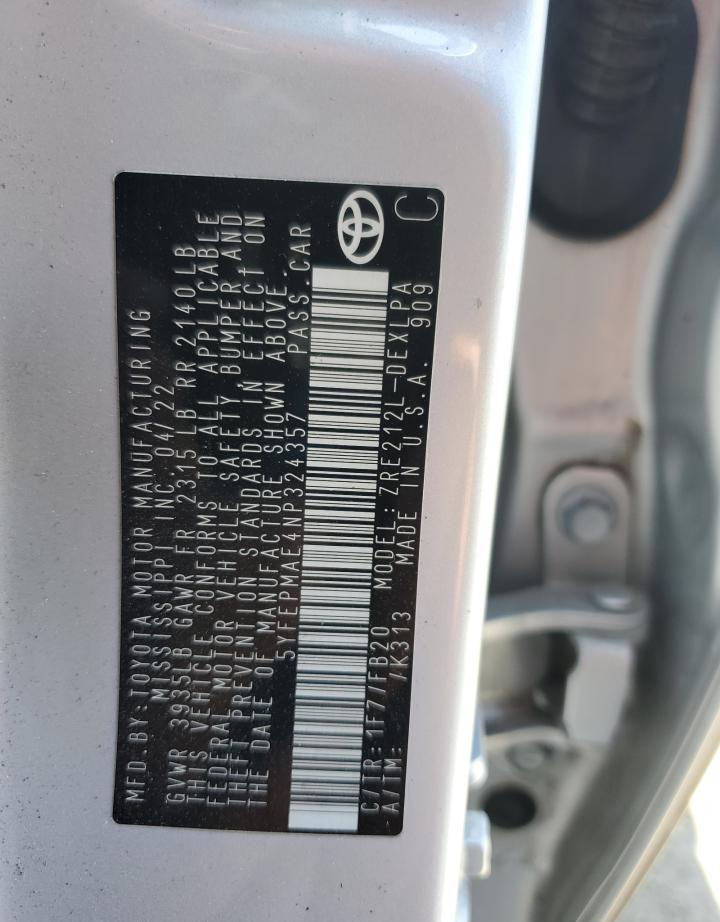 MFD.BY:TOYOTA MOTOR MANUFACTURING
MISSISSIPPI INC 04/22
GVWR 3935LB GAWR FR 2315 LB RR 2140LB
THIS VEHICLE CONFORMS TO ALL APPLICABLE
FEDERAL MOTOR VEHICLE SAFETY, BUMPER AND
THEFT PREVENTION STANDARDS IN EFFECT ON
THE DATE OF MANUFACTURE SHOWN ABOVE.
5YFEPMAE4NP324357 PASS.CAR
C/TR:1F7/FB20 MODEL:ZRE212L-DEXLPA
A/TM: /K313 MADE IN U.S.A. 909
C